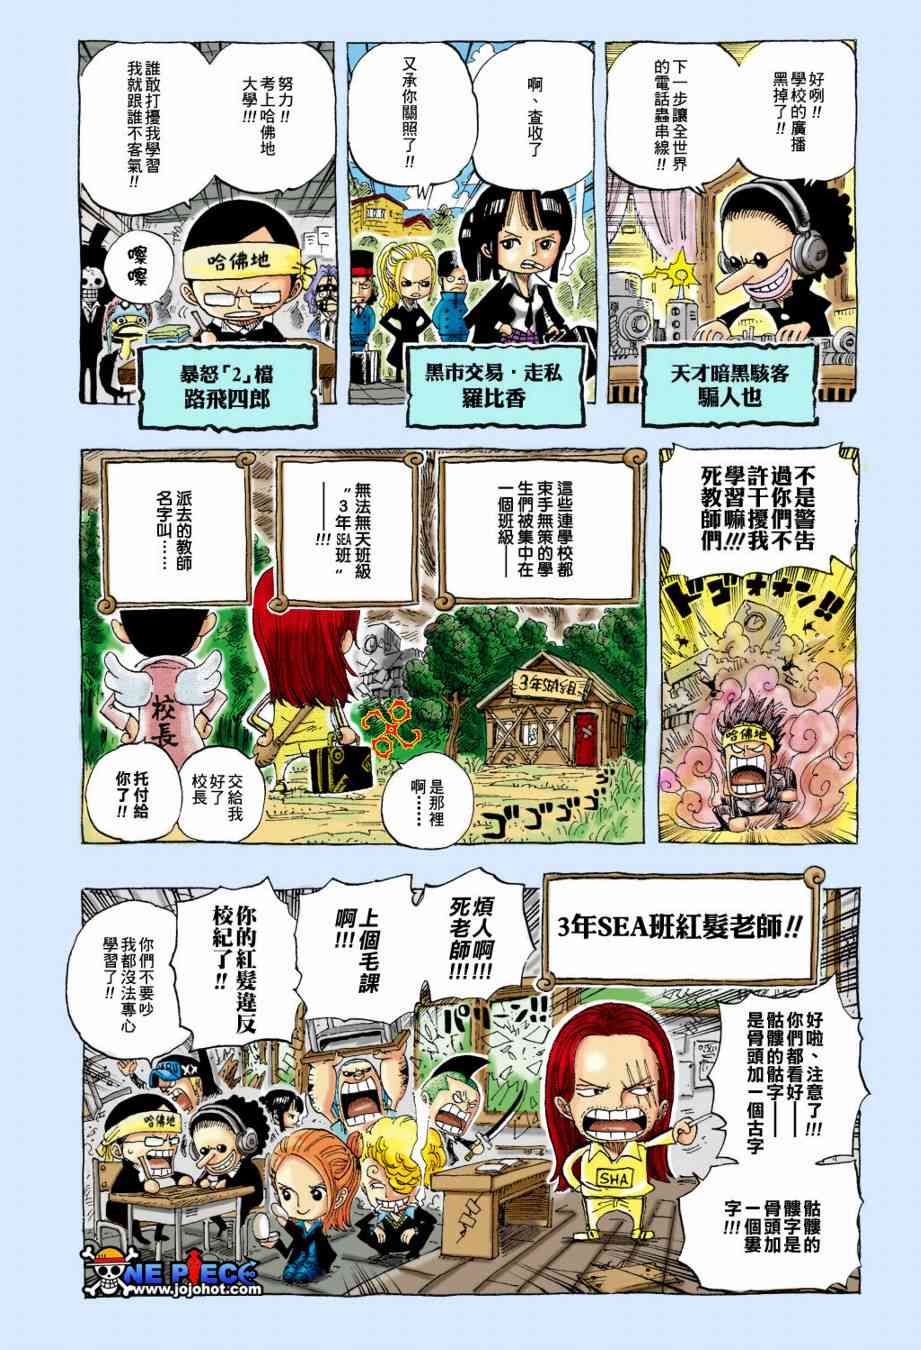 好咧!!
學校的廣播
黑掉了!!
下一步讓全世界
的電話蟲串線!!
天才暗黑駭客
騙人也
啊、查收了
又承你關照了!!
黑市交易·走私
羅比香
努力!!
考上哈佛地
大學!!!
誰敢打擾我學習
我就跟誰不客氣!!
嚓嚓
哈佛地
暴怒「2」檔
路飛四郎
不是警告
過你們不
許干擾我
學習嘛!!!
死教師們
ドゴォオオン!!
哈佛地
這些連學校都
束手無策的學
生們被集中在
一個班級——
無法無天班級
“3年SEA班”
——!!!
派去的教師
名字叫……
3年SEA組
校長
是那裡
啊……
ゴゴゴゴゴ
交給我
好了
校長
托付給
你了!!
3年SEA班紅髮老師!!
好啦、注意了!!!
你們都看好——
骷髏的骷字——
是骨頭加一個古字
骷髏的
髏字是
骨頭加
一個婁
字!!!
煩人啊!!!
死老師!!!!
上個毛課
啊!!!
你的紅髮違反
校紀了!!
你們不要吵
我都沒法專心
學習了!!
パリーン!!
哈佛地
XX
SHA
ONE PIECE
www.jojohot.com